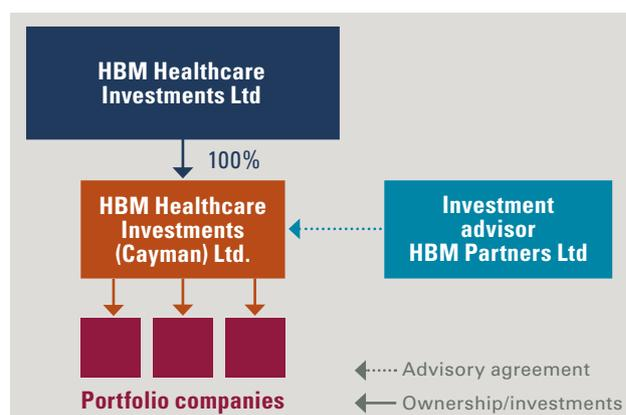 HBM Healthcare
Investments Ltd
100%
HBM Healthcare
Investments
(Cayman) Ltd.
Investment
advisor
HBM Partners Ltd
Portfolio companies
Advisory agreement
Ownership/investments